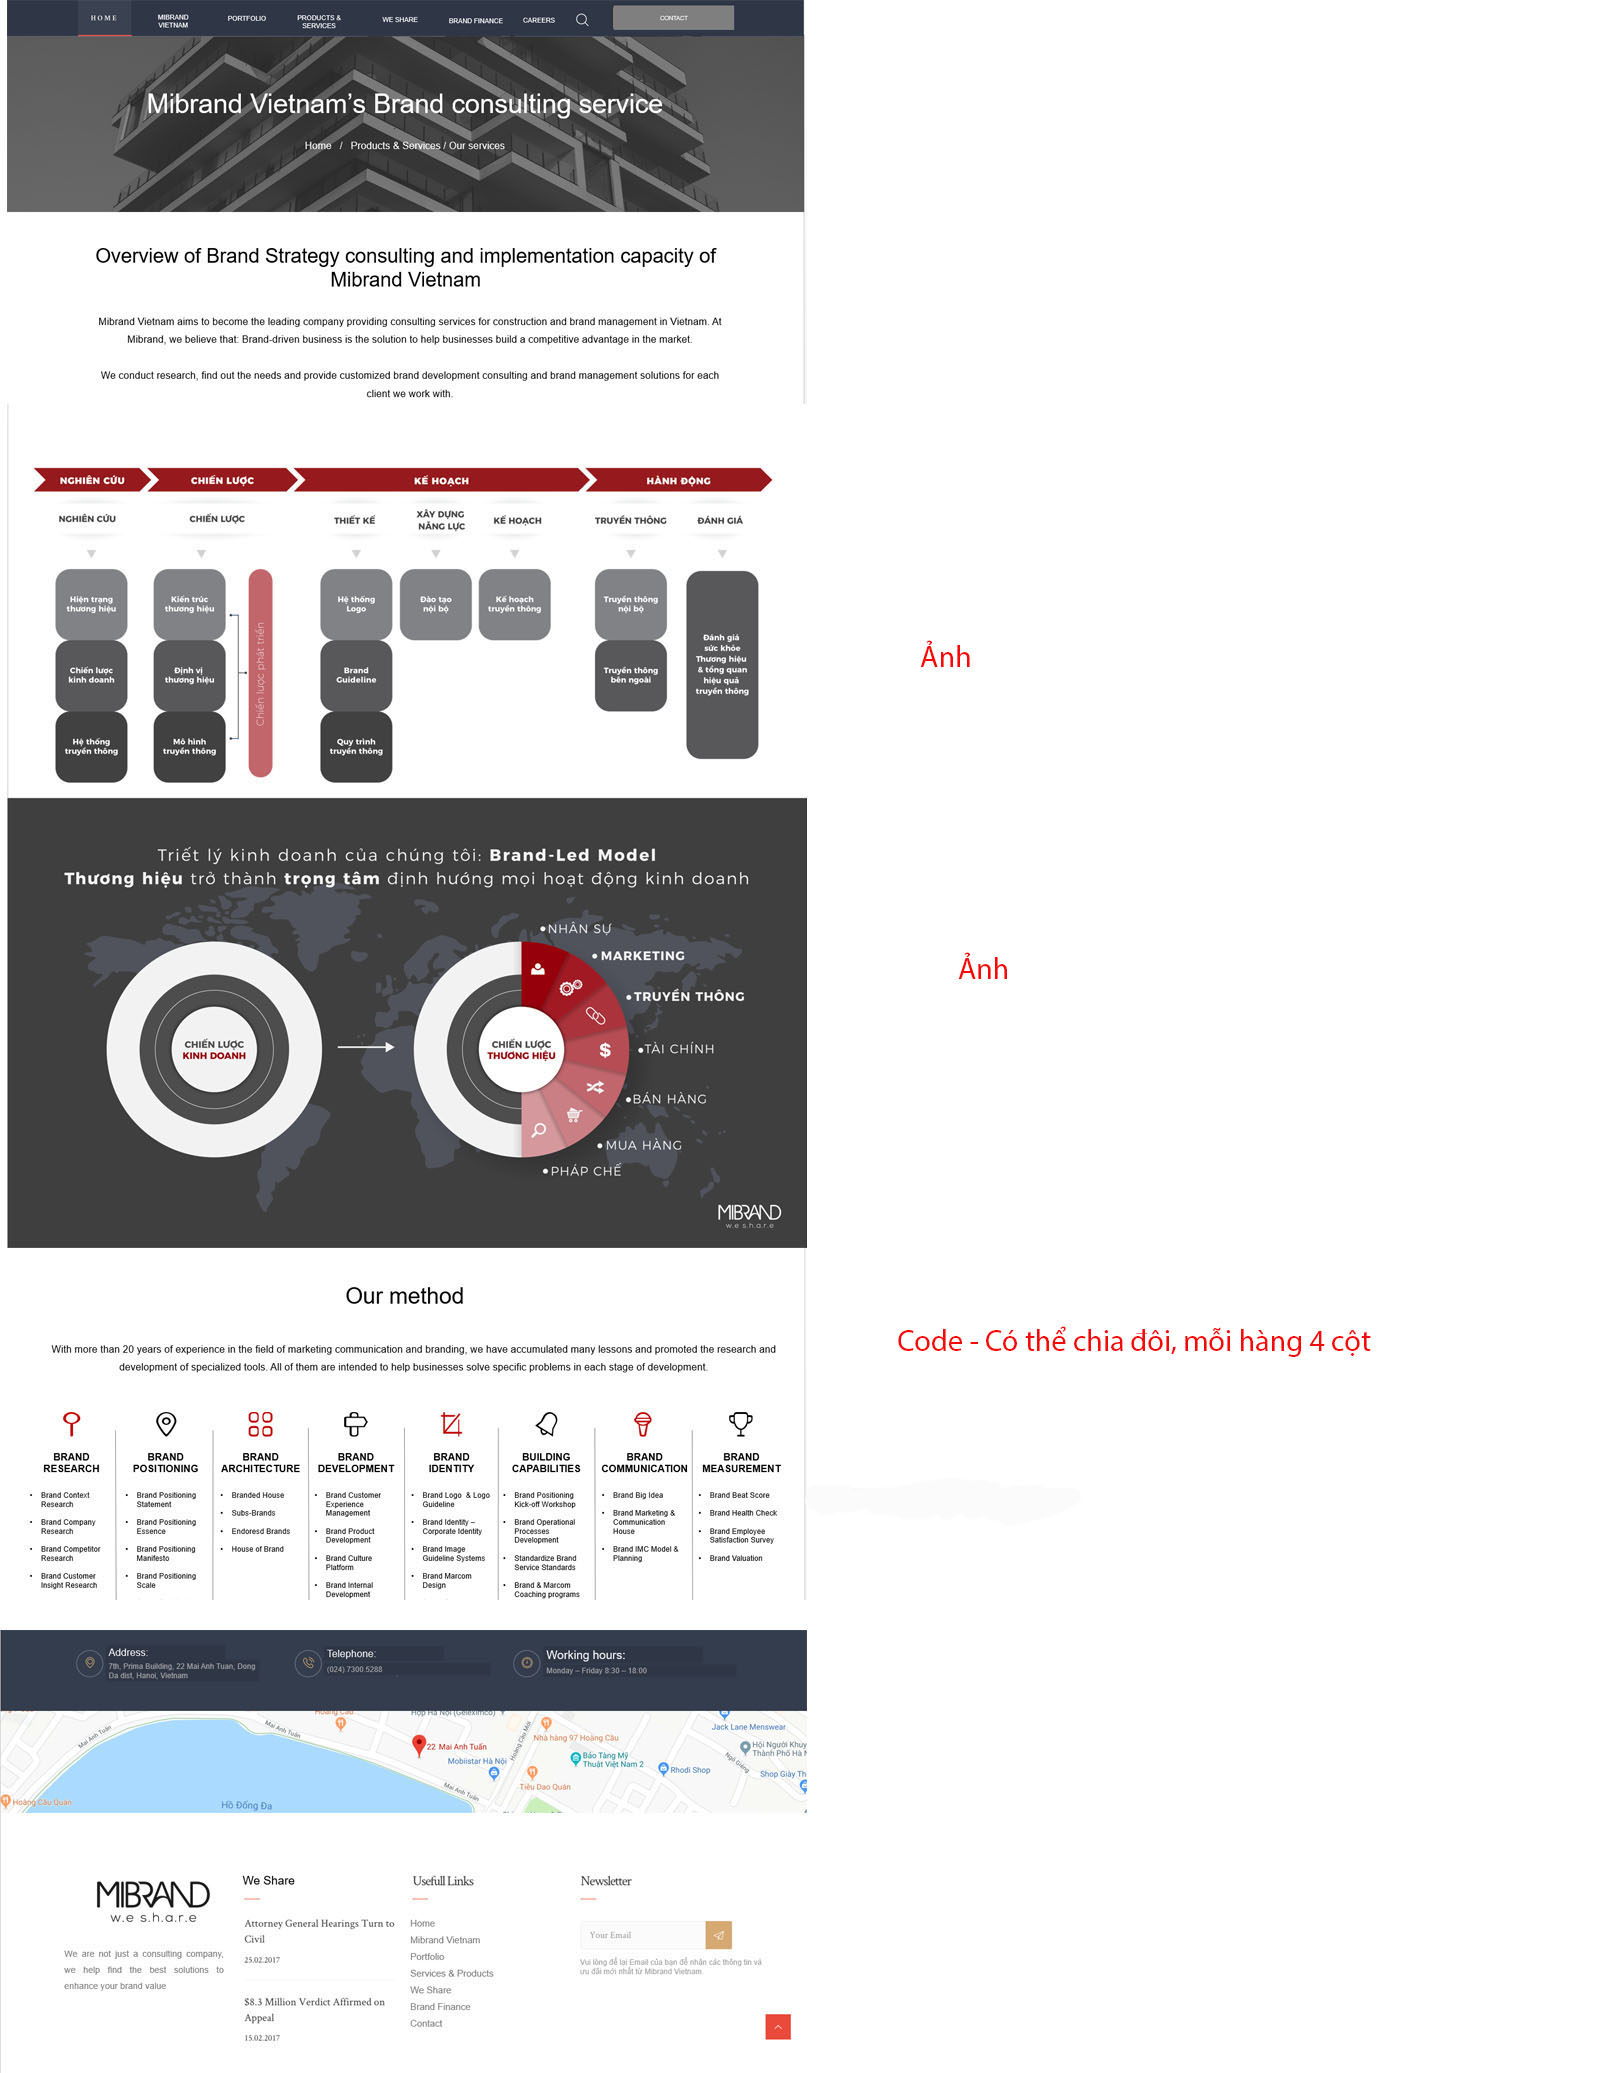 HOME
MIBRAND
VIETNAM
PORTFOLIO
PRODUCTS &
SERVICES
WE SHARE
BRAND FINANCE
CAREERS
CONTACT
Mibrand Vietnam's Brand consulting service
Home / Products & Services / Our services
Overview of Brand Strategy consulting and implementation capacity of
Mibrand Vietnam
Mibrand Vietnam aims to become the leading company providing consulting services for construction and brand management in Vietnam. At
Mibrand, we believe that: Brand-driven business is the solution to help businesses build a competitive advantage in the market.
We conduct research, find out the needs and provide customized brand development consulting and brand management solutions for each
client we work with.
NGHIÊN CỨU
CHIẾN LƯỢC
KẾ HOẠCH
HÀNH ĐỘNG
NGHIÊN CỨU
CHIẾN LƯỢC
THIẾT KẾ
XÂY DỰNG
NĂNG LỰC
KẾ HOẠCH
TRUYỀN THÔNG
ĐÁNH GIÁ
Hiện trạng
thương hiệu
Chiến lược
kinh doanh
Hệ thống
truyền thông
Kiến trúc
thương hiệu
Định vị
thương hiệu
Mô hình
truyền thông
Chiến lược phát triển
Hệ thống
Logo
Brand
Guideline
Quy trình
truyền thông
Đào tạo
nội bộ
Kế hoạch
truyền thông
Truyền thông
nội bộ
Truyền thông
bên ngoài
Đánh giá
sức khỏe
Thương hiệu
& tổng quan
hiệu quả
truyền thông
Ảnh
Triết lý kinh doanh của chúng tôi: Brand-Led Model
Thương hiệu trở thành trọng tâm định hướng mọi hoạt động kinh doanh
CHIẾN LƯỢC
KINH DOANH
CHIẾN LƯỢC
THƯƠNG HIỆU
$
NHÂN SỰ
MARKETING
TRUYỀN THÔNG
TÀI CHÍNH
BÁN HÀNG
MUA HÀNG
PHÁP CHẾ
MIBRAND
w.e s.h.a.r.e
Ảnh
Our method
Code - Có thể chia đôi, mỗi hàng 4 cột
With more than 20 years of experience in the field of marketing communication and branding, we have accumulated many lessons and promoted the research and
development of specialized tools. All of them are intended to help businesses solve specific problems in each stage of development.
BRAND
RESEARCH
• Brand Context
Research
• Brand Company
Research
• Brand Competitor
Research
• Brand Customer
Insight Research
BRAND
POSITIONING
• Brand Positioning
Statement
• Brand Positioning
Essence
• Brand Positioning
Manifesto
• Brand Positioning
Scale
BRAND
ARCHITECTURE
• Branded House
• Subs-Brands
• Endoresd Brands
• House of Brand
BRAND
DEVELOPMENT
• Brand Customer
Experience
Management
• Brand Product
Development
• Brand Culture
Platform
• Brand Internal
Development
BRAND
IDENTITY
• Brand Logo & Logo
Guideline
• Brand Identity –
Corporate Identity
• Brand Image
Guideline Systems
• Brand Marcom
Design
BUILDING
CAPABILITIES
• Brand Positioning
Kick-off Workshop
• Brand Operational
Processes
Development
• Standardize Brand
Service Standards
• Brand & Marcom
Coaching programs
BRAND
COMMUNICATION
• Brand Big Idea
• Brand Marketing &
Communication
House
• Brand IMC Model &
Planning
BRAND
MEASUREMENT
• Brand Beat Score
• Brand Health Check
• Brand Employee
Satisfaction Survey
• Brand Valuation
Address:
7th, Prima Building, 22 Mai Anh Tuan, Dong
Da dist, Hanoi, Vietnam
Telephone:
(024).7300.5288
Working hours:
Monday – Friday 8:30 – 18:00
Mai Anh Tuấn
Mai Anh Tuấn
Hoàng Cầu
Hợp Hà Nội (Geleximco)
Hoàng Cầu Mới
22 Mai Anh Tuấn
Mobiistar Hà Nội
Mai Anh Tuấn
Nhà hàng 97 Hoàng Cầu
Bảo Tàng Mỹ
Thuật Việt Nam 2
Tiểu Dao Quán
Rhodi Shop
Jack Lane Menswear
Hội Người Khuy
Thành Phố Hà N
Ngõ Giếng
Shop Giày Th
Hoàng Cầu Quán
Hồ Đống Đa
MIBRAND
w.e s.h.a.r.e
We are not just a consulting company,
we help find the best solutions to
enhance your brand value
We Share
Attorney General Hearings Turn to
Civil
25.02.2017
$8.3 Million Verdict Affirmed on
Appeal
15.02.2017
Usefull Links
Home
Mibrand Vietnam
Portfolio
Services & Products
We Share
Brand Finance
Contact
Newsletter
Your Email
Vui lòng để lại Email của bạn để nhận các thông tin và
ưu đãi mới nhất từ Mibrand Vietnam.